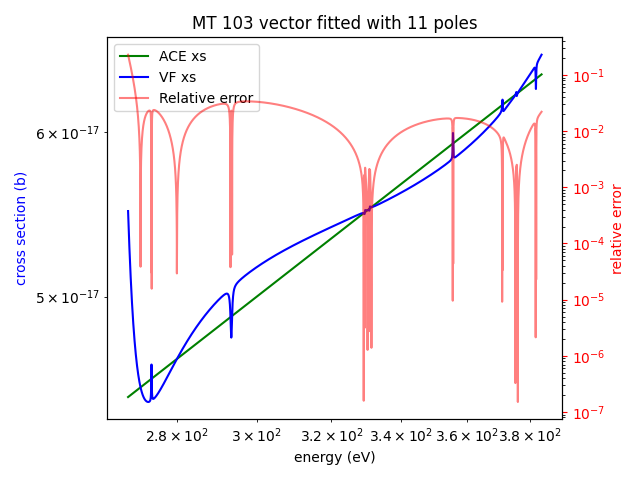 MT 103 vector fitted with 11 poles
ACE xs
VF xs
Relative error
6 × 10⁻¹⁷
5 × 10⁻¹⁷
cross section (b)
10⁻¹
10⁻²
10⁻³
10⁻⁴
10⁻⁵
10⁻⁶
10⁻⁷
relative error
2.8 × 10² 3 × 10² 3.2 × 10² 3.4 × 10² 3.6 × 10² 3.8 × 10²
energy (eV)